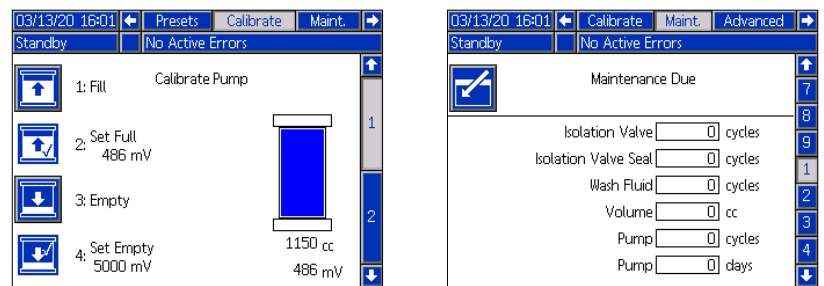 03/13/20 16:01 Presets Calibrate Maint.
Standby No Active Errors
1: Fill
Calibrate Pump
2: Set Full
486 mV
3: Empty
4: Set Empty
5000 mV
1150 cc
486 mV
1
2
03/13/20 16:01 Calibrate Maint. Advanced
Standby No Active Errors
Maintenance Due
Isolation Valve 0 cycles
Isolation Valve Seal 0 cycles
Wash Fluid 0 cycles
Volume 0 cc
Pump 0 cycles
Pump 0 days
7
8
9
1
2
3
4